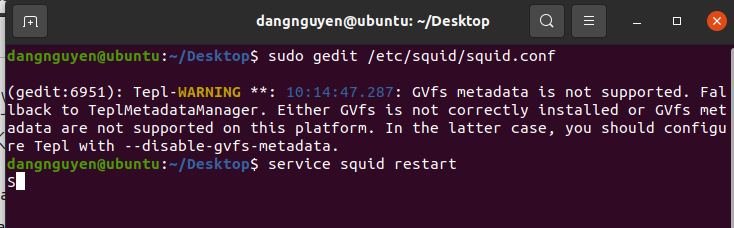 dangnguyen@ubuntu: ~/Desktop
dangnguyen@ubuntu:~/Desktop$ sudo gedit /etc/squid/squid.conf
(gedit:6951): Tepl-WARNING **: 10:14:47.287: GVfs metadata is not supported. Fal
lback to TeplMetadataManager. Either GVfs is not correctly installed or GVfs met
adata are not supported on this platform. In the latter case, you should configu
re Tepl with --disable-gvfs-metadata.
dangnguyen@ubuntu:~/Desktop$ service squid restart
S